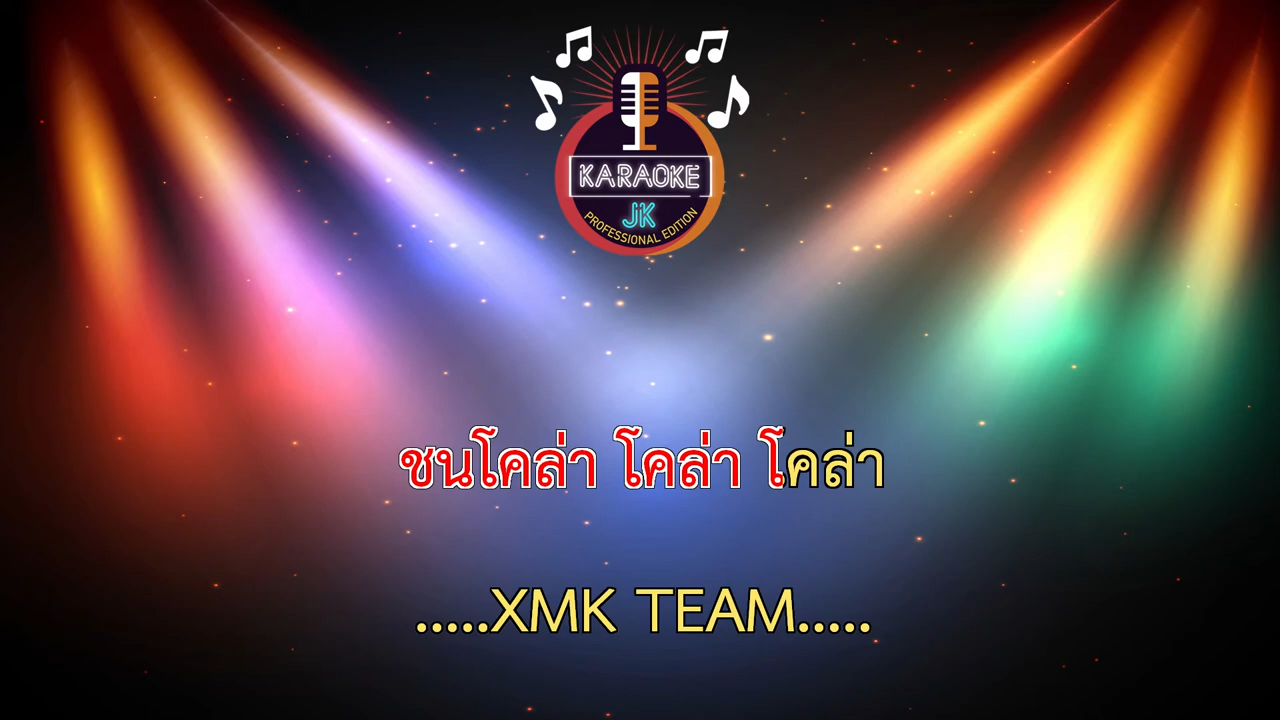 KARAOKE
JK
PROFESSIONAL EDITION
ชนโคล่า โคล่า โคล่า
.....XMK TEAM.....